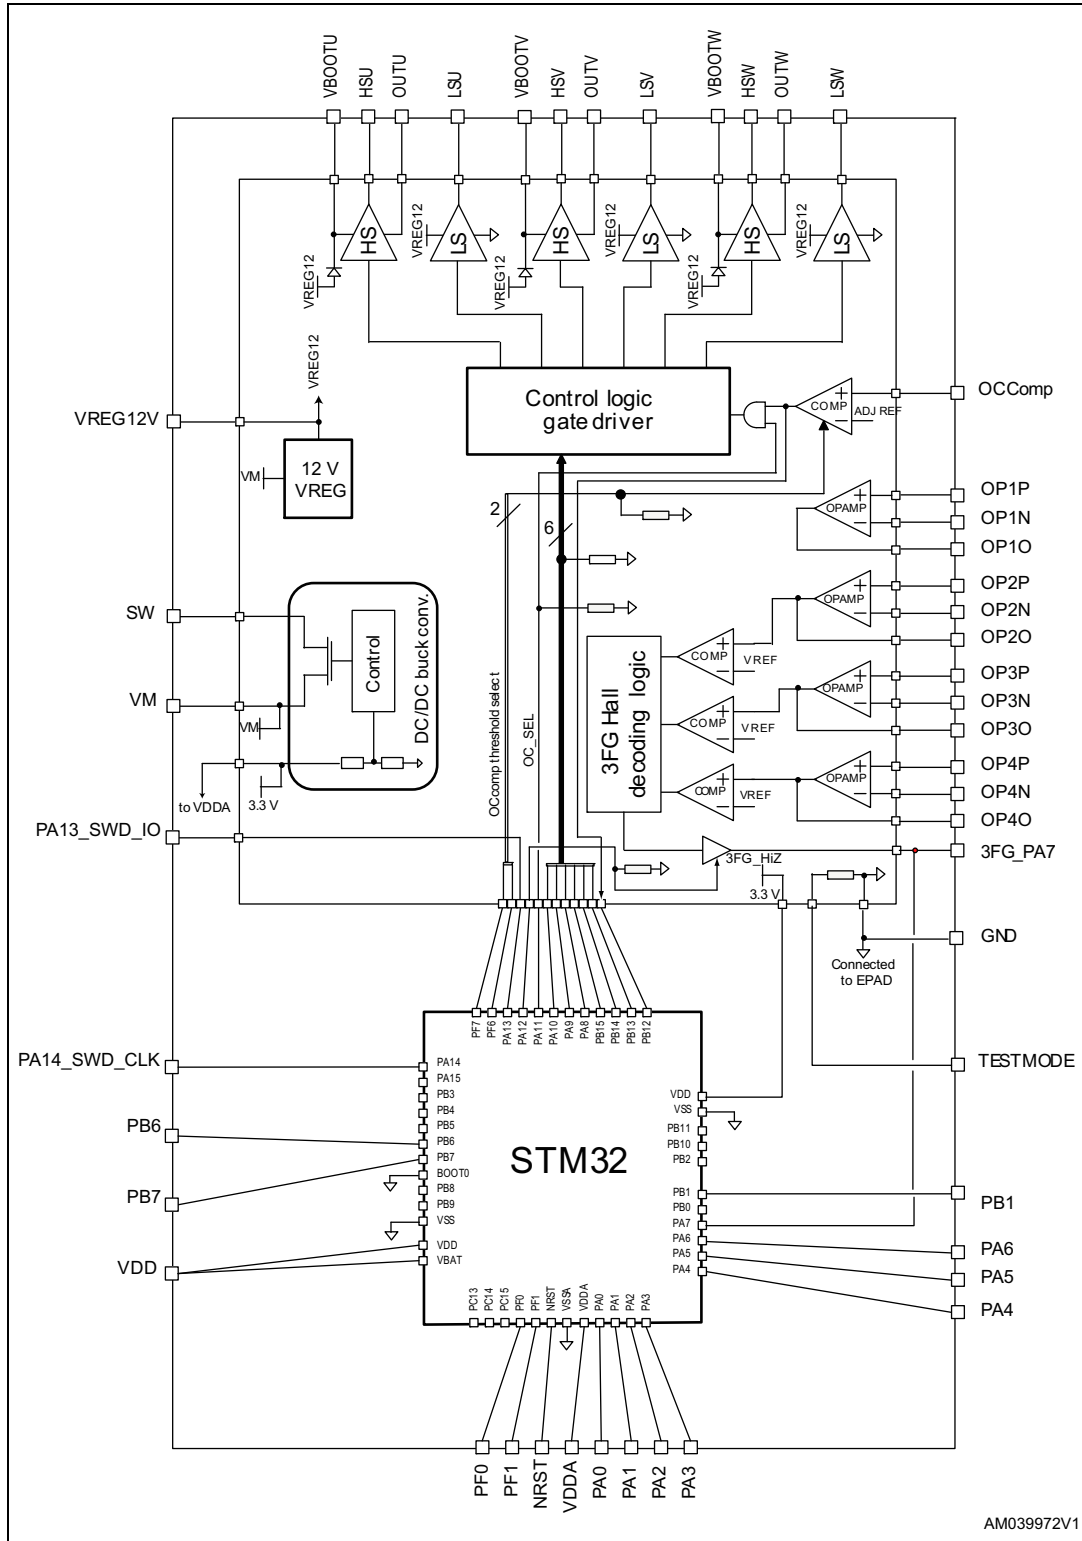 VBOOTU
HSU
OUTU
LSU
VBOOTV
HSV
OUTV
LSV
VBOOTW
HSW
OUTW
LSW
VREG12
HS
VREG12
LS
VREG12
HS
VREG12
LS
VREG12
HS
VREG12
LS
VREG12
VREG12
Control logic
gate driver
COMP
+
−
ADJ REF
OCComp
VREG12V
VM
12 V
VREG
2
6
OPAMP
+
−
OP1P
OP1N
OP1O
SW
VM
VM
Control
DC/DC buck conv.
to VDDA
3.3 V
OCcomp threshold select
OC_SEL
3FG Hall
decoding logic
COMP
+
−
VREF
OPAMP
+
−
OP2P
OP2N
OP2O
COMP
+
−
VREF
OPAMP
+
−
OP3P
OP3N
OP3O
COMP
+
−
VREF
OPAMP
+
−
OP4P
OP4N
OP4O
PA13_SWD_IO
3FG_HiZ
3.3 V
3FG_PA7
GND
Connected
to EPAD
TESTMODE
PF7
PF6
PA13
PA12
PA11
PA10
PA9
PA8
PB15
PB14
PB13
PB12
PA14_SWD_CLK
PB6
PB7
VDD
PA14
PA15
PB3
PB4
PB5
PB6
PB7
BOOT0
PB8
PB9
VSS
VDD
VBAT
STM32
VDD
VSS
PB11
PB10
PB2
PB1
PB0
PA7
PA6
PA5
PA4
PB1
PA6
PA5
PA4
PC13
PC14
PC15
PF0
PF1
NRST
VSSA
VDDA
PA0
PA1
PA2
PA3
PF0
PF1
NRST
VDDA
PA0
PA1
PA2
PA3
AM039972V1